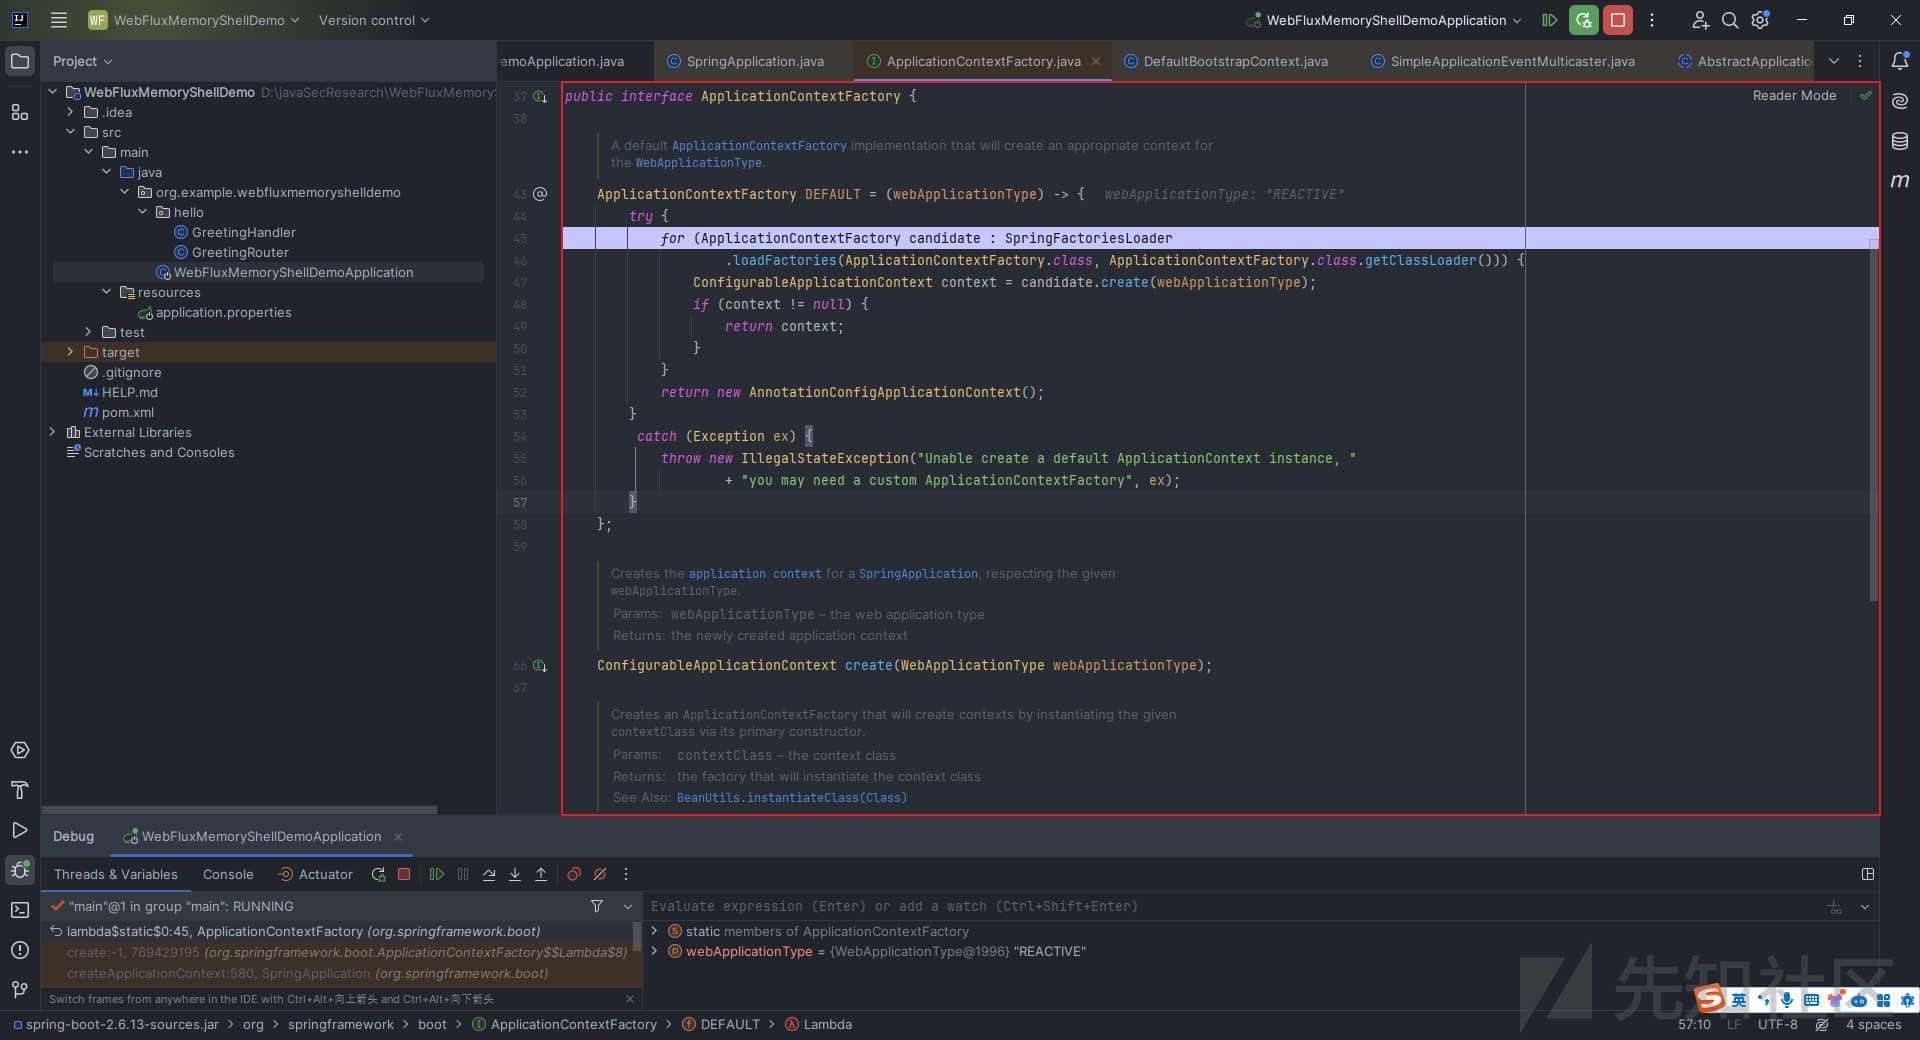 WF WebFluxMemoryShellDemo Version control WebFluxMemoryShellDemoApplication
Project
emoApplication.java SpringApplication.java ApplicationContextFactory.java DefaultBootstrapContext.java SimpleApplicationEventMulticaster.java AbstractApplicatio
WebFluxMemoryShellDemo D:\javaSecResearch\WebFluxMemoryS
.idea
src
main
java
org.example.webfluxmemoryshelldemo
hello
GreetingHandler
GreetingRouter
WebFluxMemoryShellDemoApplication
resources
application.properties
test
target
.gitignore
HELP.md
pom.xml
External Libraries
Scratches and Consoles
Reader Mode
37 public interface ApplicationContextFactory {
38
A default ApplicationContextFactory implementation that will create an appropriate context for
the WebApplicationType.
43 ApplicationContextFactory DEFAULT = (webApplicationType) -> { webApplicationType: "REACTIVE"
44 try {
45 for (ApplicationContextFactory candidate : SpringFactoriesLoader
46 .loadFactories(ApplicationContextFactory.class, ApplicationContextFactory.class.getClassLoader())) {
47 ConfigurableApplicationContext context = candidate.create(webApplicationType);
48 if (context != null) {
49 return context;
50 }
51 }
52 return new AnnotationConfigApplicationContext();
53 }
54 catch (Exception ex) {
55 throw new IllegalStateException("Unable create a default ApplicationContext instance, "
56 + "you may need a custom ApplicationContextFactory", ex);
57 }
58 };
59
Creates the application context for a SpringApplication, respecting the given
webApplicationType.
Params: webApplicationType – the web application type
Returns: the newly created application context
66 ConfigurableApplicationContext create(WebApplicationType webApplicationType);
67
Creates an ApplicationContextFactory that will create contexts by instantiating the given
contextClass via its primary constructor.
Params: contextClass – the context class
Returns: the factory that will instantiate the context class
See Also: BeanUtils.instantiateClass(Class)
Debug WebFluxMemoryShellDemoApplication
Threads & Variables Console Actuator
"main"@1 in group "main": RUNNING
lambda$static$0:45, ApplicationContextFactory (org.springframework.boot)
create:-1, 769429195 (org.springframework.boot.ApplicationContextFactory$$Lambda$8)
createApplicationContext:580, SpringApplication (org.springframework.boot)
Switch frames from anywhere in the IDE with Ctrl+Alt+向上箭头 and Ctrl+Alt+向下箭头
Evaluate expression (Enter) or add a watch (Ctrl+Shift+Enter)
static members of ApplicationContextFactory
webApplicationType = {WebApplicationType@1996} "REACTIVE"
先知社区
英
spring-boot-2.6.13-sources.jar > org > springframework > boot > ApplicationContextFactory > DEFAULT > Lambda
57:10 LF UTF-8 4 spaces